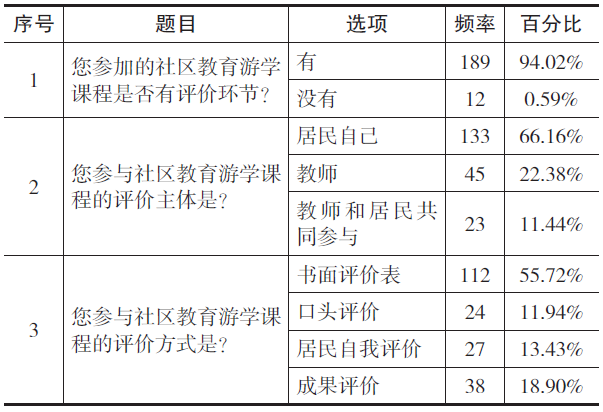 序号 题目 选项 频率 百分比
1 您参加的社区教育游学课程是否有评价环节? 有 189 94.02%
没有 12 0.59%
2 您参与社区教育游学课程的评价主体是? 居民自己 133 66.16%
教师 45 22.38%
教师和居民共同参与 23 11.44%
3 您参与社区教育游学课程的评价方式是? 书面评价表 112 55.72%
口头评价 24 11.94%
居民自我评价 27 13.43%
成果评价 38 18.90%